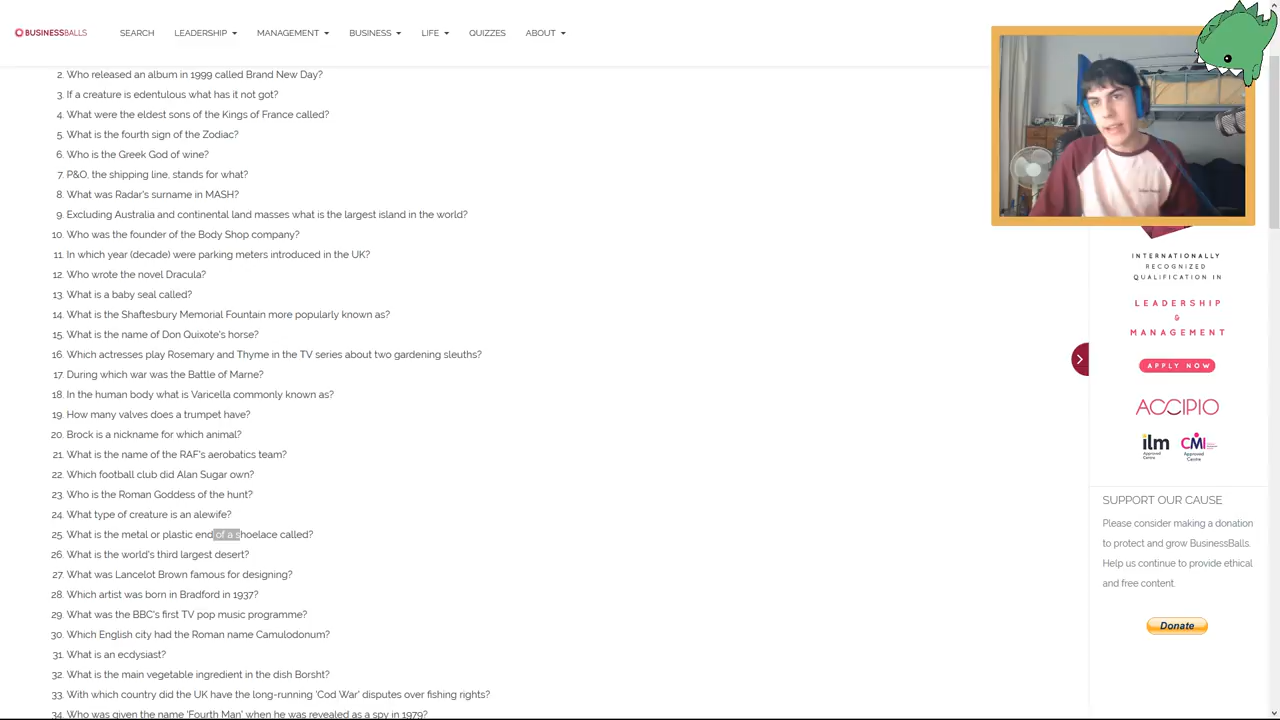 BUSINESSBALLS
SEARCH
LEADERSHIP
MANAGEMENT
BUSINESS
LIFE
QUIZZES
ABOUT
2. Who released an album in 1999 called Brand New Day?
3. If a creature is edentulous what has it not got?
4. What were the eldest sons of the Kings of France called?
5. What is the fourth sign of the Zodiac?
6. Who is the Greek God of wine?
7. P&O, the shipping line, stands for what?
8. What was Radar's surname in MASH?
9. Excluding Australia and continental land masses what is the largest island in the world?
10. Who was the founder of the Body Shop company?
11. In which year (decade) were parking meters introduced in the UK?
12. Who wrote the novel Dracula?
13. What is a baby seal called?
14. What is the Shaftesbury Memorial Fountain more popularly known as?
15. What is the name of Don Quixote's horse?
16. Which actresses play Rosemary and Thyme in the TV series about two gardening sleuths?
17. During which war was the Battle of Marne?
18. In the human body what is Varicella commonly known as?
19. How many valves does a trumpet have?
20. Brock is a nickname for which animal?
21. What is the name of the RAF's aerobatics team?
22. Which football club did Alan Sugar own?
23. Who is the Roman Goddess of the hunt?
24. What type of creature is an alewife?
25. What is the metal or plastic end of a shoelace called?
26. What is the world's third largest desert?
27. What was Lancelot Brown famous for designing?
28. Which artist was born in Bradford in 1937?
29. What was the BBC's first TV pop music programme?
30. Which English city had the Roman name Camulodonum?
31. What is an ecdysiast?
32. What is the main vegetable ingredient in the dish Borsht?
33. With which country did the UK have the long-running 'Cod War' disputes over fishing rights?
34. Who was given the name 'Fourth Man' when he was revealed as a spy in 1979?
INTERNATIONALLY
RECOGNIZED
QUALIFICATION IN
LEADERSHIP
&
MANAGEMENT
APPLY NOW
ACCIPIO
ilm
Approved
Centre
CMI
Approved
Centre
SUPPORT OUR CAUSE
Please consider making a donation
to protect and grow BusinessBalls.
Help us continue to provide ethical
and free content.
Donate